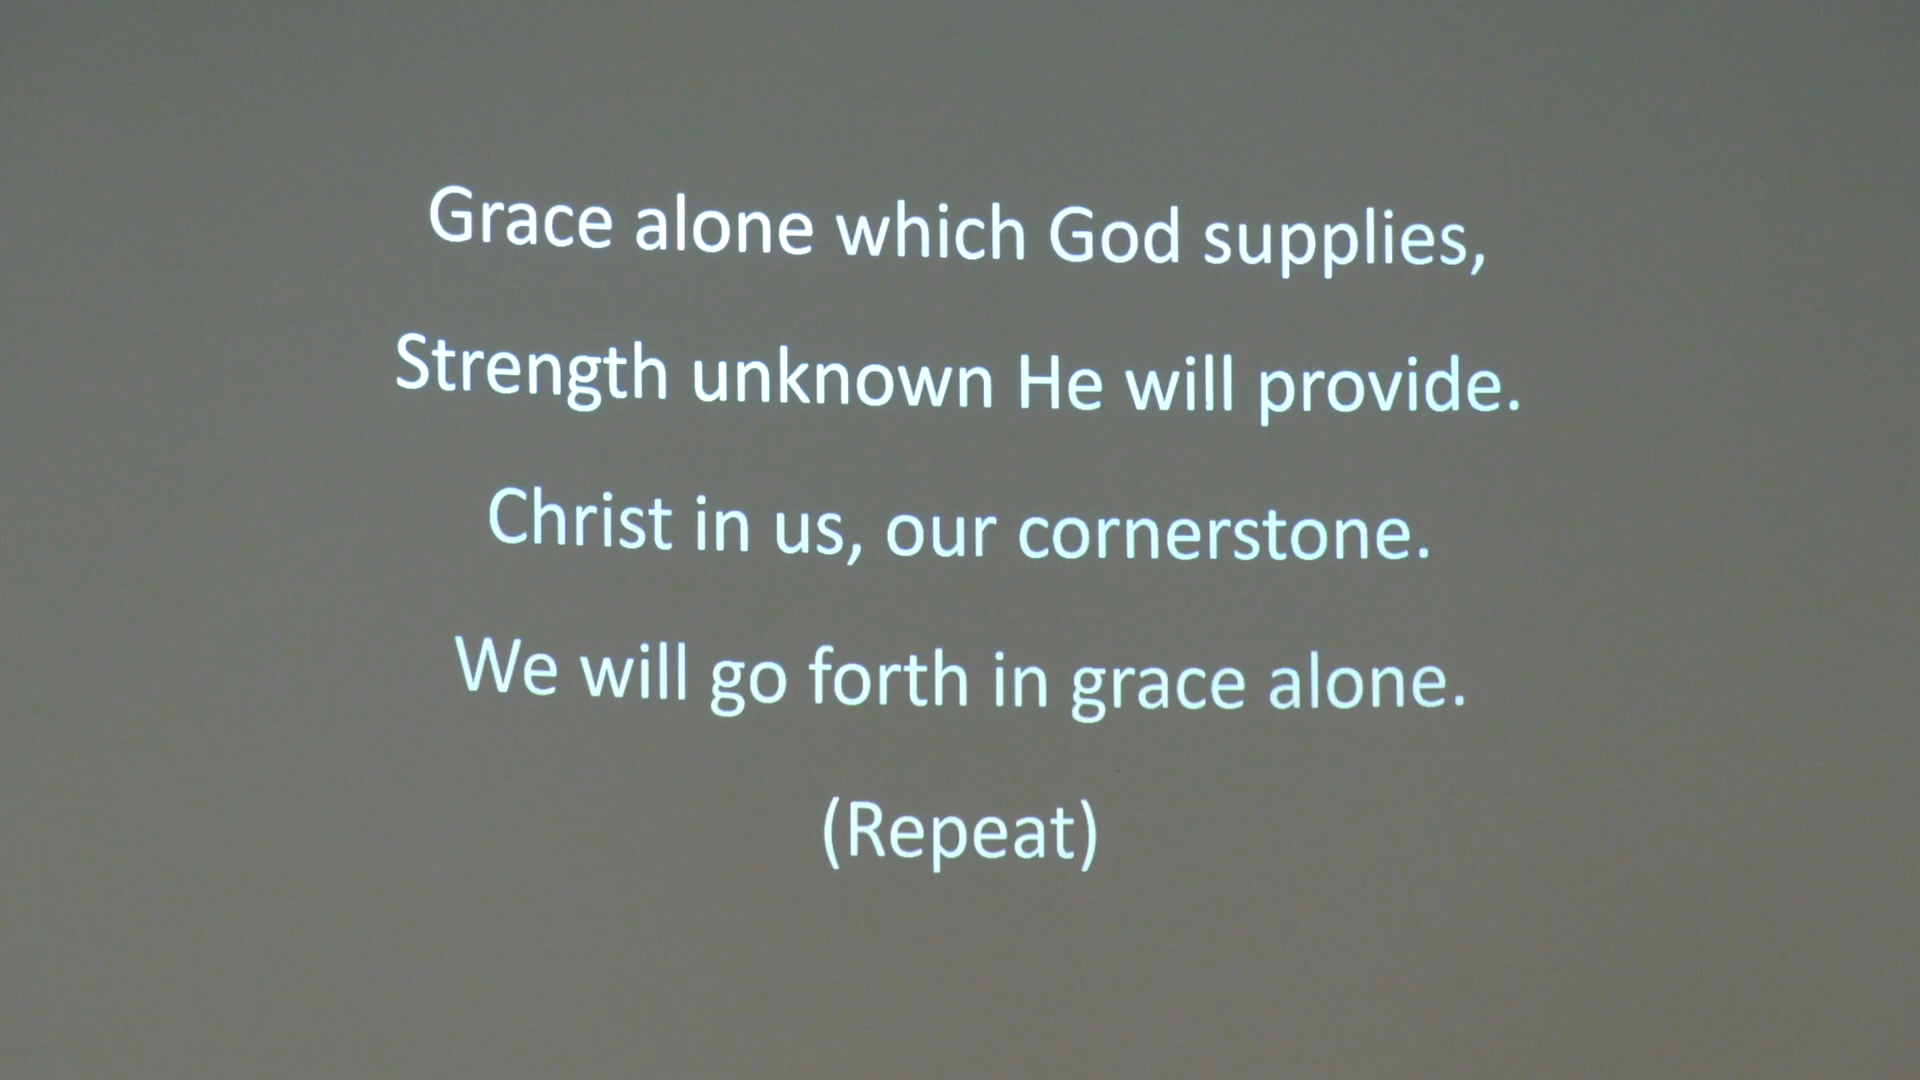 Grace alone which God supplies,
Strength unknown He will provide.
Christ in us, our cornerstone.
We will go forth in grace alone.
(Repeat)